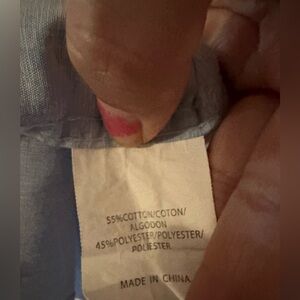 55%COTTON/COTON/
ALGODON
45%POLYESTER/POLYESTER/
POLIESTER
MADE IN CHINA